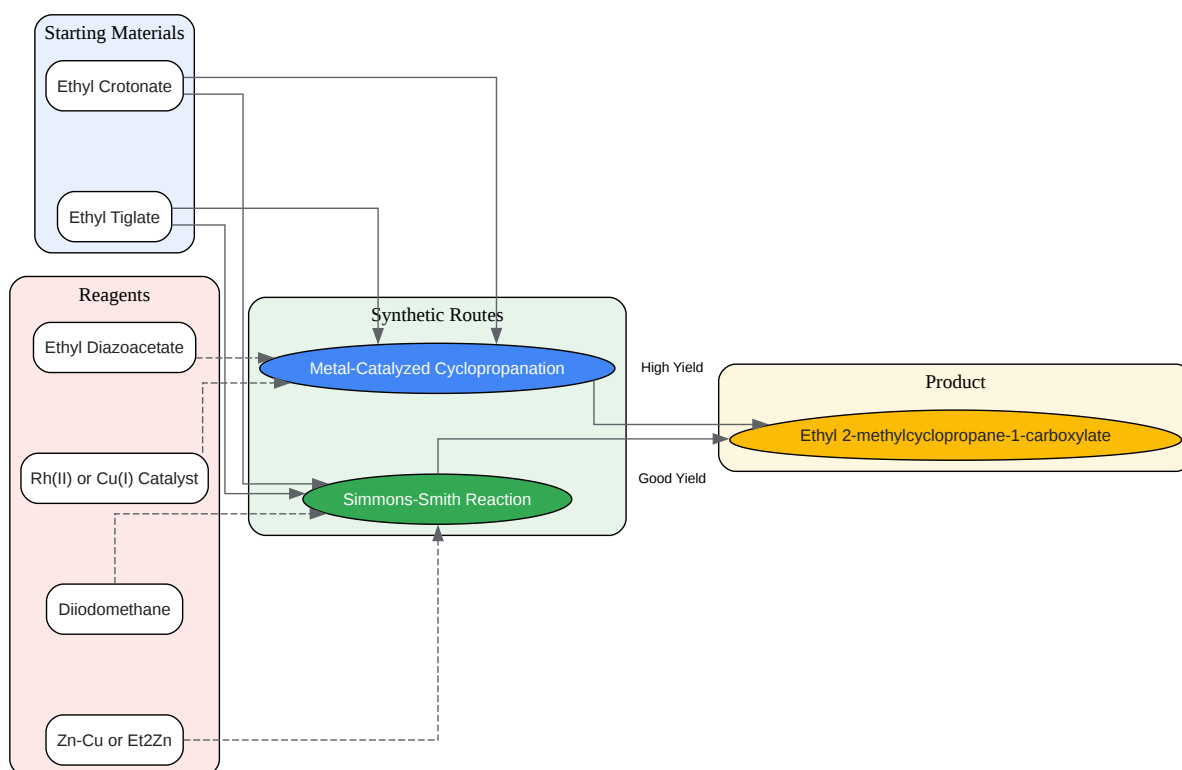 Starting Materials
Ethyl Crotonate
Ethyl Tiglate
Reagents
Ethyl Diazoacetate
Rh(II) or Cu(I) Catalyst
Diiodomethane
Zn-Cu or Et2Zn
Synthetic Routes
Metal-Catalyzed Cyclopropanation
Simmons-Smith Reaction
High Yield
Good Yield
Product
Ethyl 2-methylcyclopropane-1-carboxylate